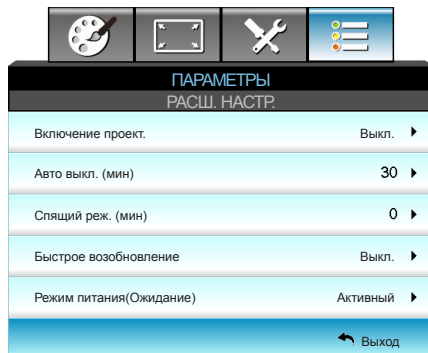 ПАРАМЕТРЫ
РАСШ. НАСТР.
Включение проект. Выкл.
Авто выкл. (мин) 30
Спящий реж. (мин) 0
Быстрое возобновление Выкл.
Режим питания(Ожидание) Активный
Выход